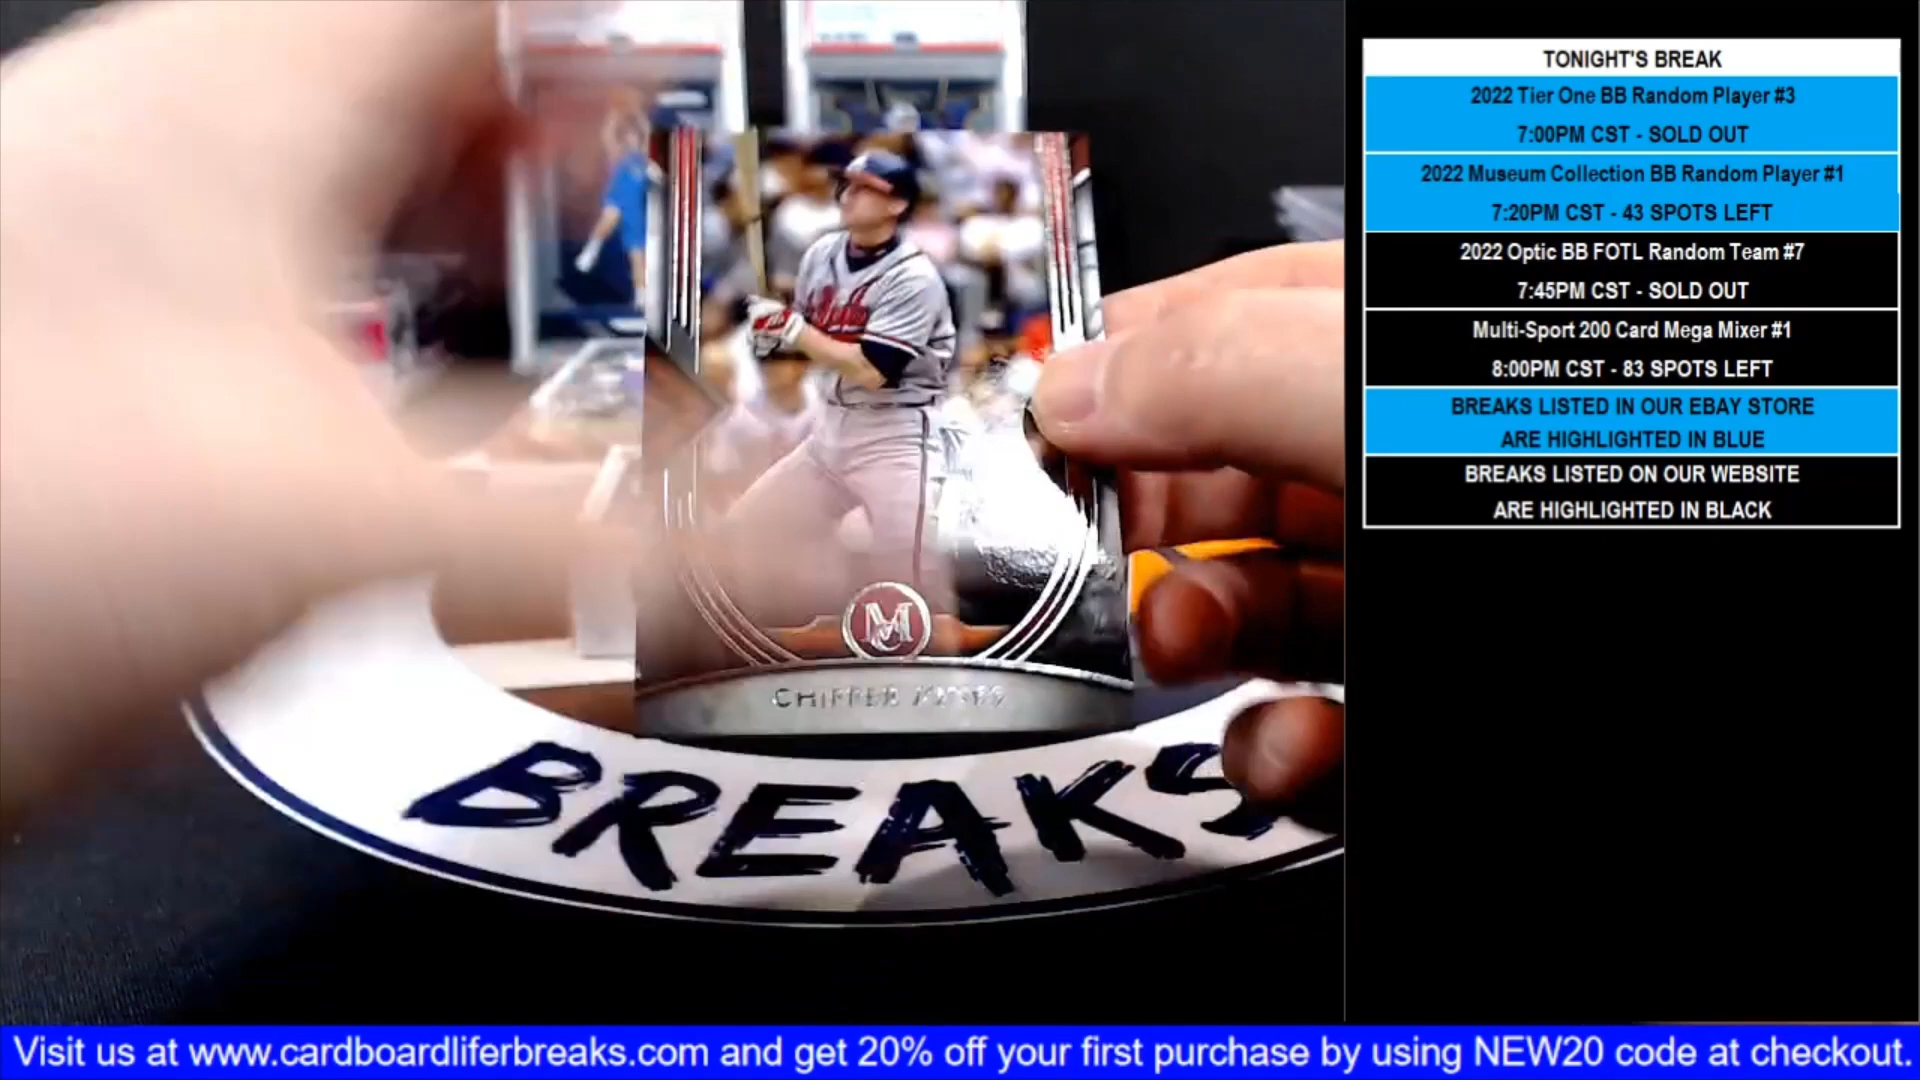 TONIGHT'S BREAK
2022 Tier One BB Random Player #3
7:00PM CST - SOLD OUT
2022 Museum Collection BB Random Player #1
7:20PM CST - 43 SPOTS LEFT
2022 Optic BB FOTL Random Team #7
7:45PM CST - SOLD OUT
Multi-Sport 200 Card Mega Mixer #1
8:00PM CST - 83 SPOTS LEFT
BREAKS LISTED IN OUR EBAY STORE
ARE HIGHLIGHTED IN BLUE
BREAKS LISTED ON OUR WEBSITE
ARE HIGHLIGHTED IN BLACK
MC
CHIPPER JONES
BREAKS
Visit us at www.cardboardliferbreaks.com and get 20% off your first purchase by using NEW20 code at checkout.